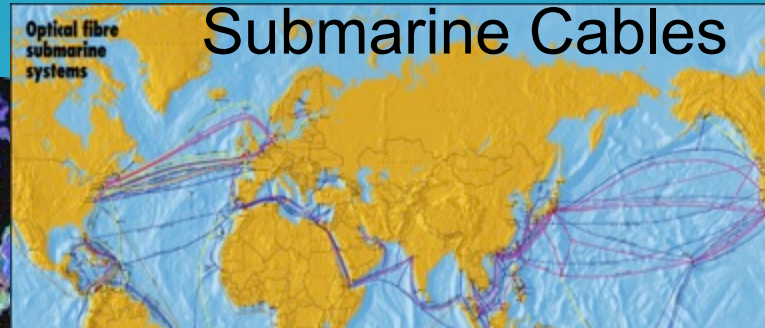 Submarine Cables
Optical fibre
submarine
systems